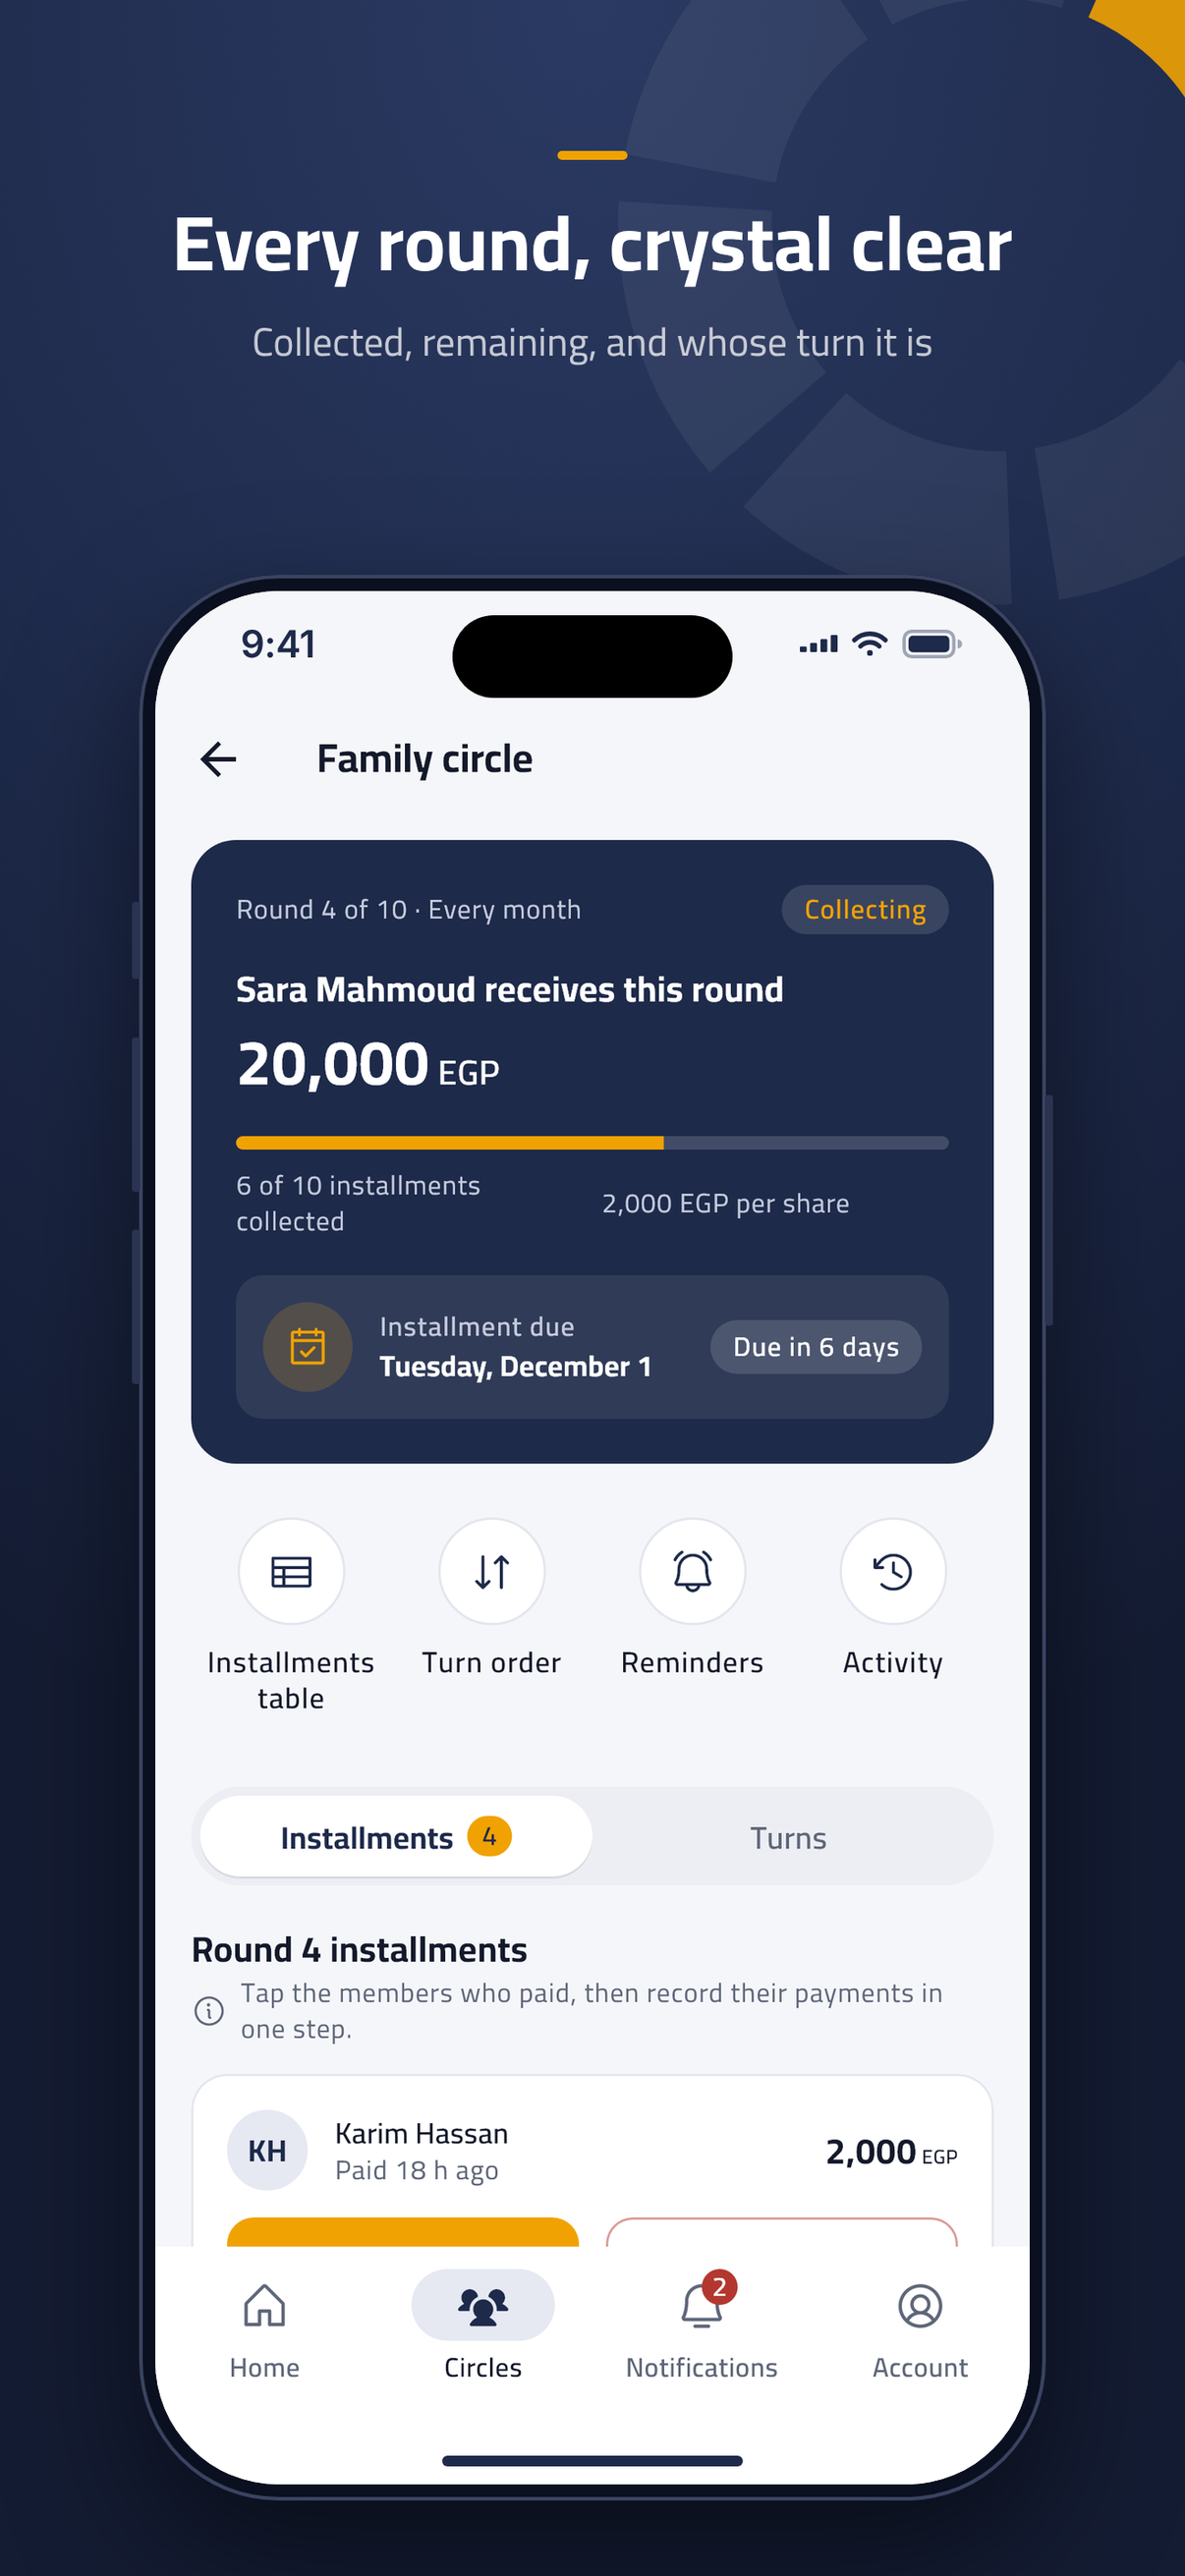 Every round, crystal clear
Collected, remaining, and whose turn it is
9:41
Family circle
Round 4 of 10 · Every month
Collecting
Sara Mahmoud receives this round
20,000 EGP
6 of 10 installments
collected
2,000 EGP per share
Installment due
Tuesday, December 1
Due in 6 days
Installments
table
Turn order
Reminders
Activity
Installments 4
Turns
Round 4 installments
Tap the members who paid, then record their payments in
one step.
KH
Karim Hassan
Paid 18 h ago
2,000 EGP
2
Home
Circles
Notifications
Account